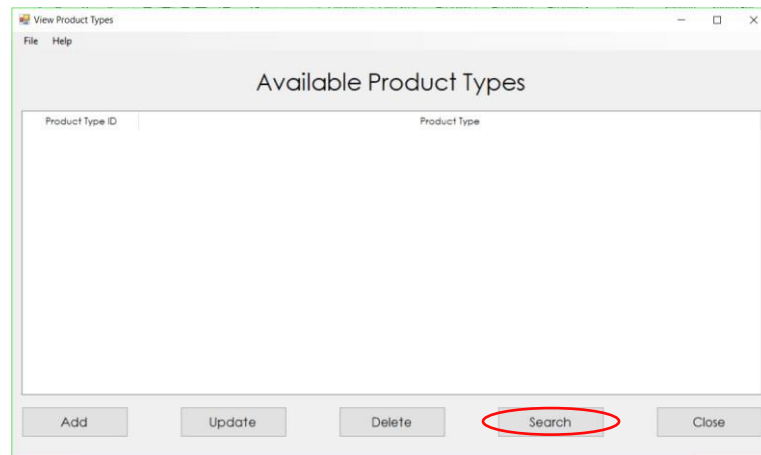 View Product Types
File Help
Available Product Types
Product Type ID Product Type
Add Update Delete Search Close